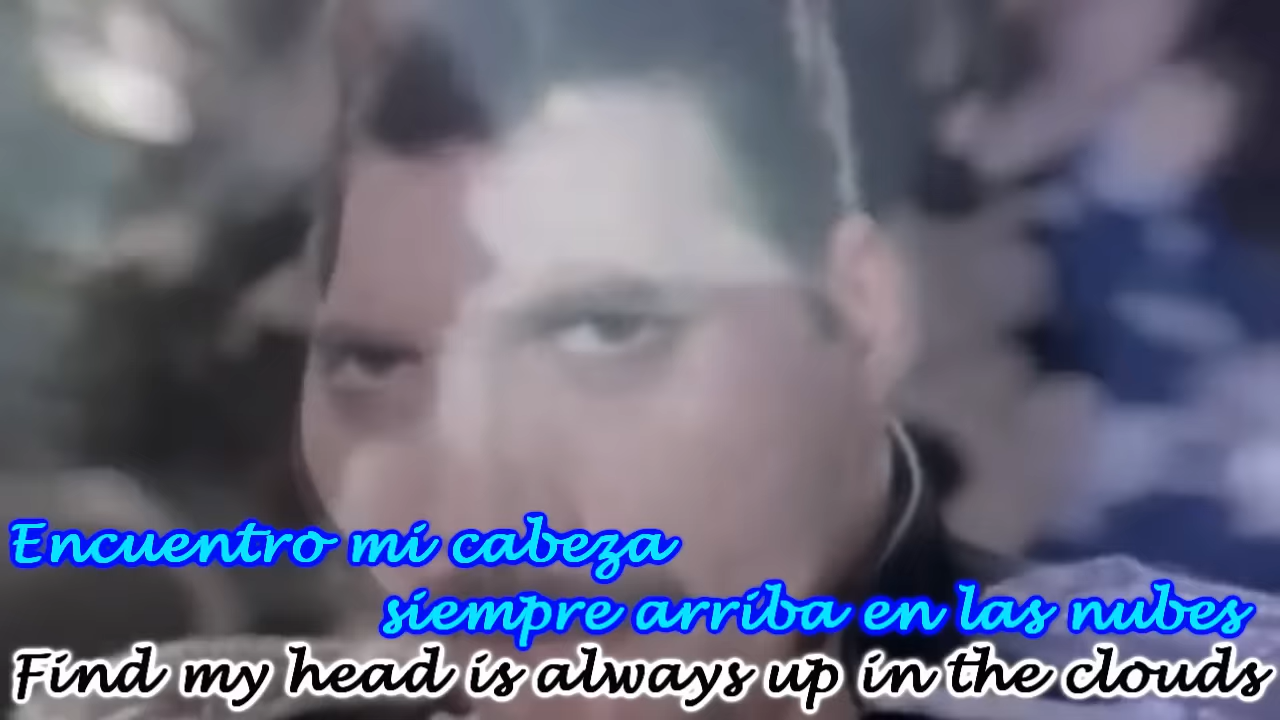 Encuentro mi cabeza
siempre arriba en las nubes
Find my head is always up in the clouds